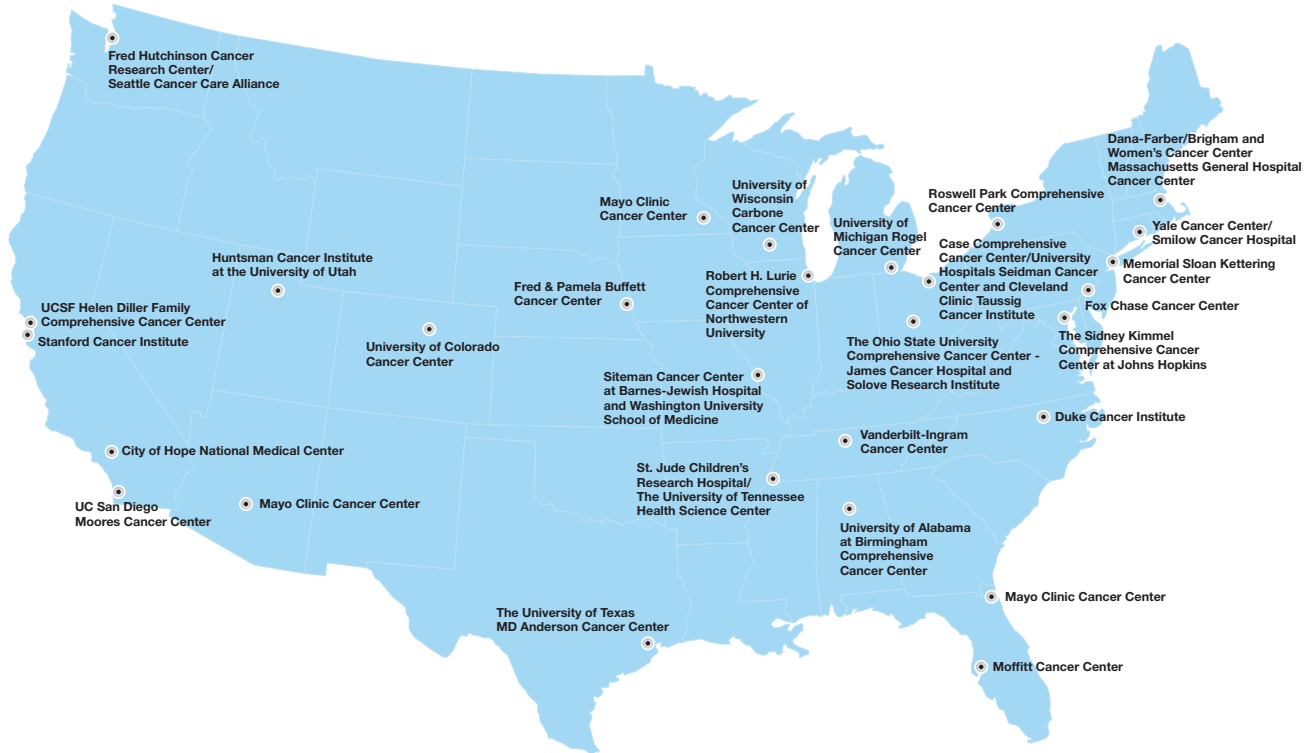 Fred Hutchinson Cancer
Research Center/
Seattle Cancer Care Alliance
Dana-Farber/Brigham and
Women's Cancer Center
Massachusetts General Hospital
Cancer Center
University of
Wisconsin
Carbone
Cancer Center
Roswell Park Comprehensive
Cancer Center
Mayo Clinic
Cancer Center
University of
Michigan Rogel
Cancer Center
Yale Cancer Center/
Smilow Cancer Hospital
Case Comprehensive
Cancer Center/University
Hospitals Seidman Cancer
Center and Cleveland
Clinic Taussig
Cancer Institute
Huntsman Cancer Institute
at the University of Utah
Memorial Sloan Kettering
Cancer Center
Robert H. Lurie
Comprehensive
Cancer Center of
Northwestern
University
Fred & Pamela Buffett
Cancer Center
UCSF Helen Diller Family
Comprehensive Cancer Center
Fox Chase Cancer Center
Stanford Cancer Institute
University of Colorado
Cancer Center
The Ohio State University
Comprehensive Cancer Center -
James Cancer Hospital and
Solove Research Institute
The Sidney Kimmel
Comprehensive Cancer
Center at Johns Hopkins
Siteman Cancer Center
at Barnes-Jewish Hospital
and Washington University
School of Medicine
Duke Cancer Institute
Vanderbilt-Ingram
Cancer Center
City of Hope National Medical Center
St. Jude Children's
Research Hospital/
The University of Tennessee
Health Science Center
UC San Diego
Moores Cancer Center
Mayo Clinic Cancer Center
University of Alabama
at Birmingham
Comprehensive
Cancer Center
Mayo Clinic Cancer Center
The University of Texas
MD Anderson Cancer Center
Moffitt Cancer Center